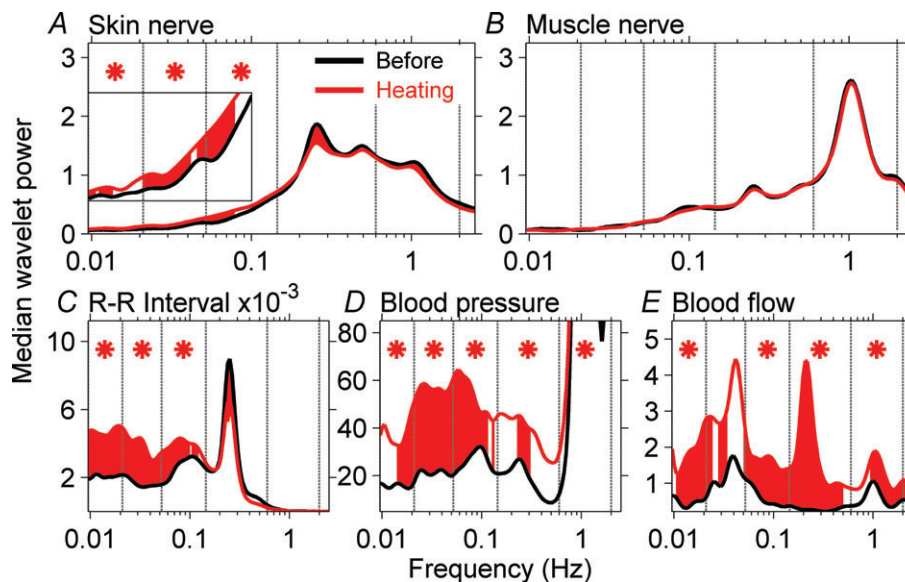 A Skin nerve
B Muscle nerve
3
2
1
0
Before
Heating
0.01 0.1 1
3
2
1
0
0.01 0.1 1
Median wavelet power
C R-R Interval x10-3
D Blood pressure
E Blood flow
10
6
2
0.01 0.1 1
80
60
40
20
0.01 0.1 1
5
4
3
2
1
0.01 0.1 1
Frequency (Hz)